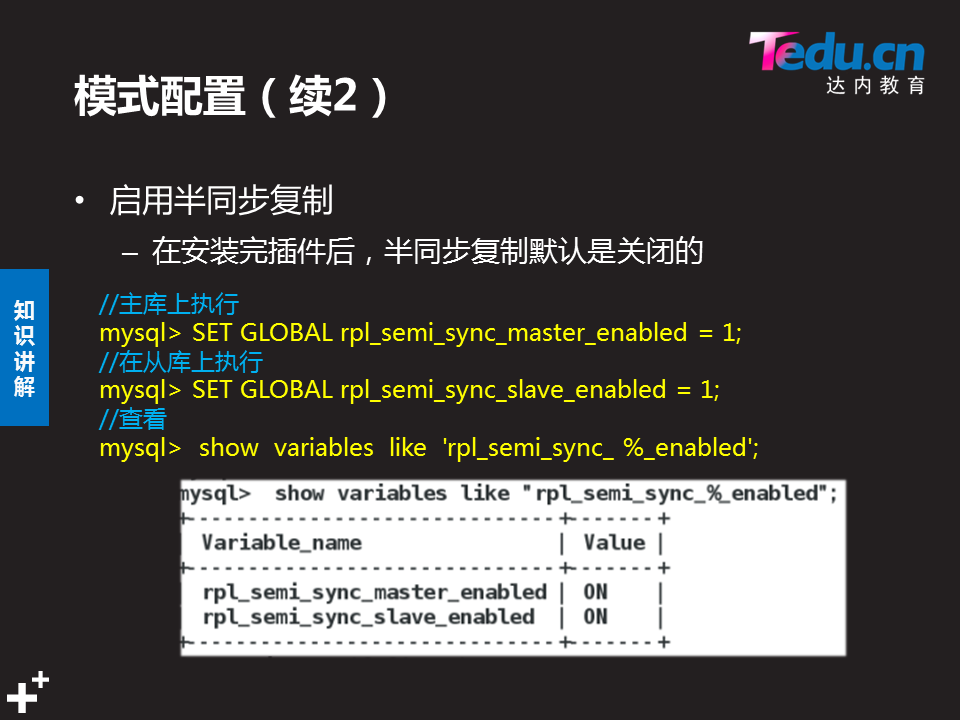 Tedu.cn
达内教育
模式配置（续2）
• 启用半同步复制
– 在安装完插件后，半同步复制默认是关闭的
知识讲解
//主库上执行
mysql> SET GLOBAL rpl_semi_sync_master_enabled = 1;
//在从库上执行
mysql> SET GLOBAL rpl_semi_sync_slave_enabled = 1;
//查看
mysql> show variables like 'rpl_semi_sync_ %_enabled';
mysql> show variables like "rpl_semi_sync_%_enabled";
+------------------------------+-------+
| Variable_name | Value |
+------------------------------+-------+
| rpl_semi_sync_master_enabled | ON |
| rpl_semi_sync_slave_enabled | ON |
+------------------------------+-------+